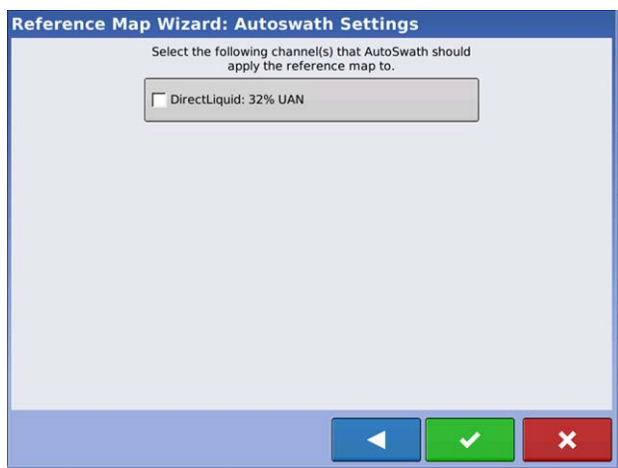 Reference Map Wizard: Autoswath Settings
Select the following channel(s) that AutoSwath should
apply the reference map to.
DirectLiquid: 32% UAN